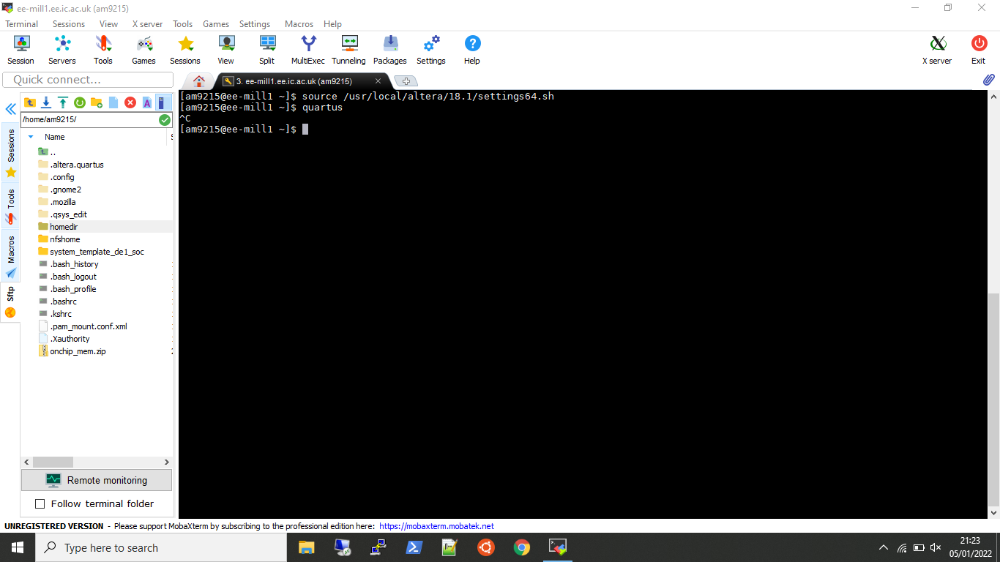 ee-mill1.ee.ic.ac.uk (am9215)
Terminal Sessions View X server Tools Games Settings Macros Help
Session Servers Tools Games Sessions View Split MultiExec Tunneling Packages Settings Help X server Exit
Quick connect...
3. ee-mill1.ee.ic.ac.uk (am9215)
[am9215@ee-mill1 ~]$ source /usr/local/altera/18.1/settings64.sh
[am9215@ee-mill1 ~]$ quartus
^C
[am9215@ee-mill1 ~]$
/home/am9215/
Name
..
.altera.quartus
.config
.gnome2
.mozilla
.qsys_edit
homedir
nfshome
system_template_de1_soc
.bash_history
.bash_logout
.bash_profile
.bashrc
.kshrc
.pam_mount.conf.xml
.Xauthority
onchip_mem.zip
Sessions
Tools
Macros
Sftp
Remote monitoring
Follow terminal folder
UNREGISTERED VERSION - Please support MobaXterm by subscribing to the professional edition here: https://mobaxterm.mobatek.net
Type here to search
21:23
05/01/2022